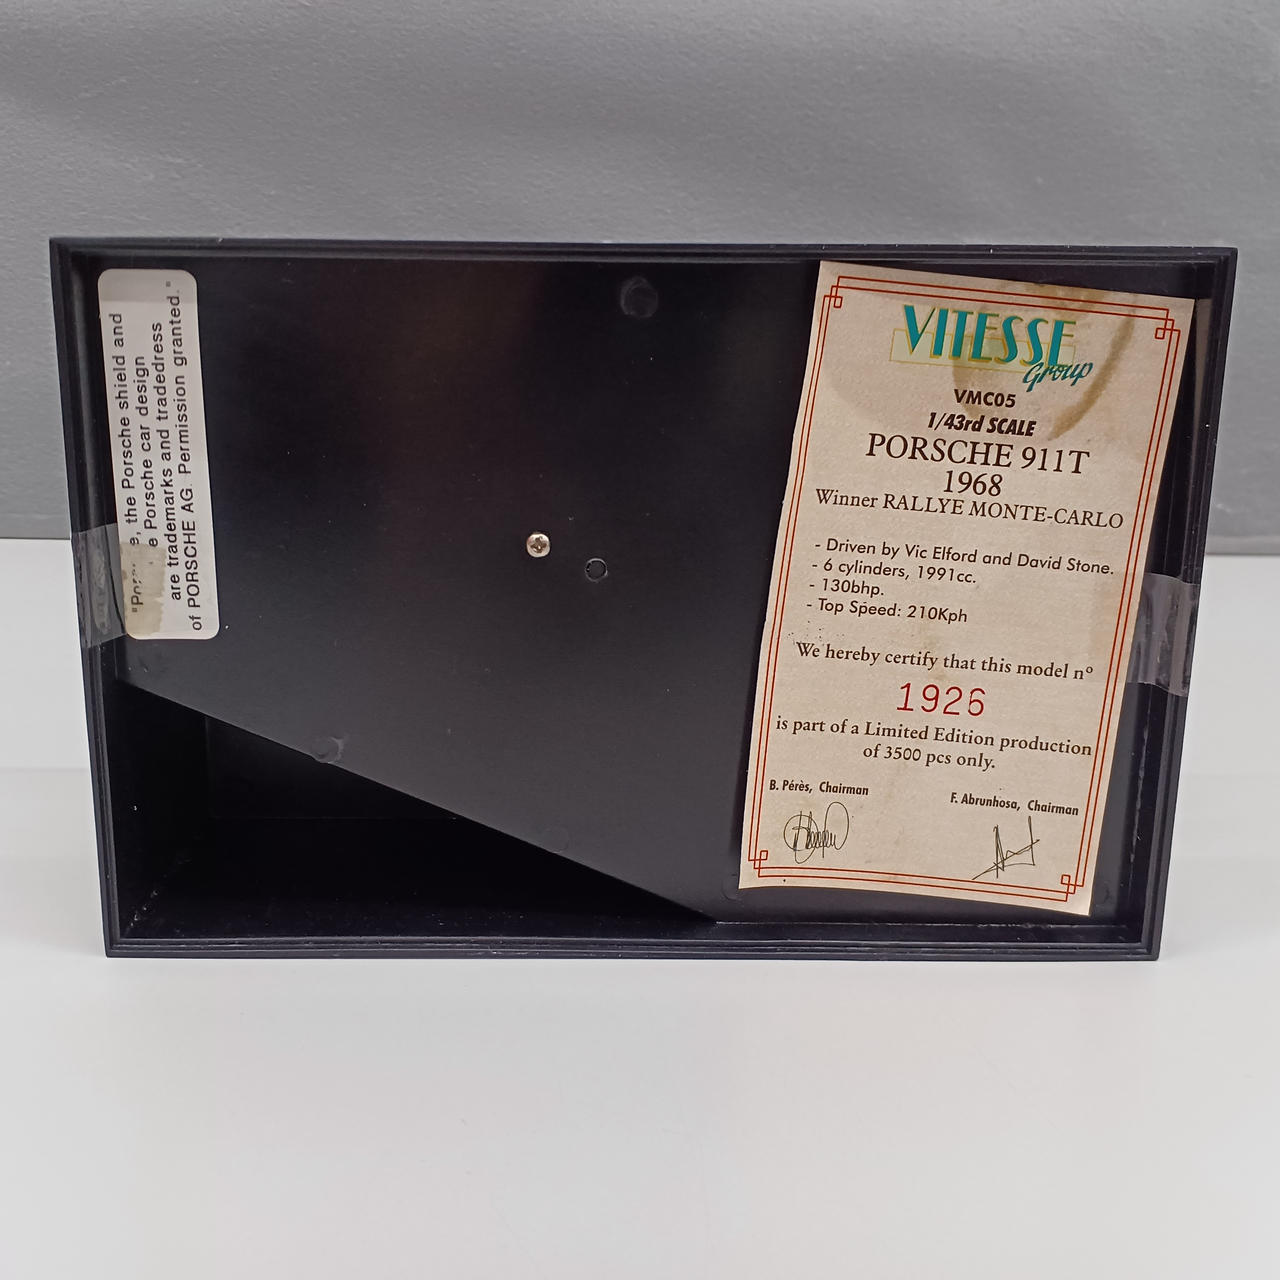 "Po e, the Porsche shield and
e Porsche car design
are trademarks and tradedress
of PORSCHE AG. Permission granted."
VITESSE
Group
VMC05
1/43rd SCALE
PORSCHE 911T
1968
Winner RALLYE MONTE-CARLO
- Driven by Vic Elford and David Stone.
- 6 cylinders, 1991cc.
- 130bhp.
- Top Speed: 210Kph
We hereby certify that this model nº
1926
is part of a Limited Edition production
of 3500 pcs only.
B. Pérès, Chairman
F. Abrunhosa, Chairman